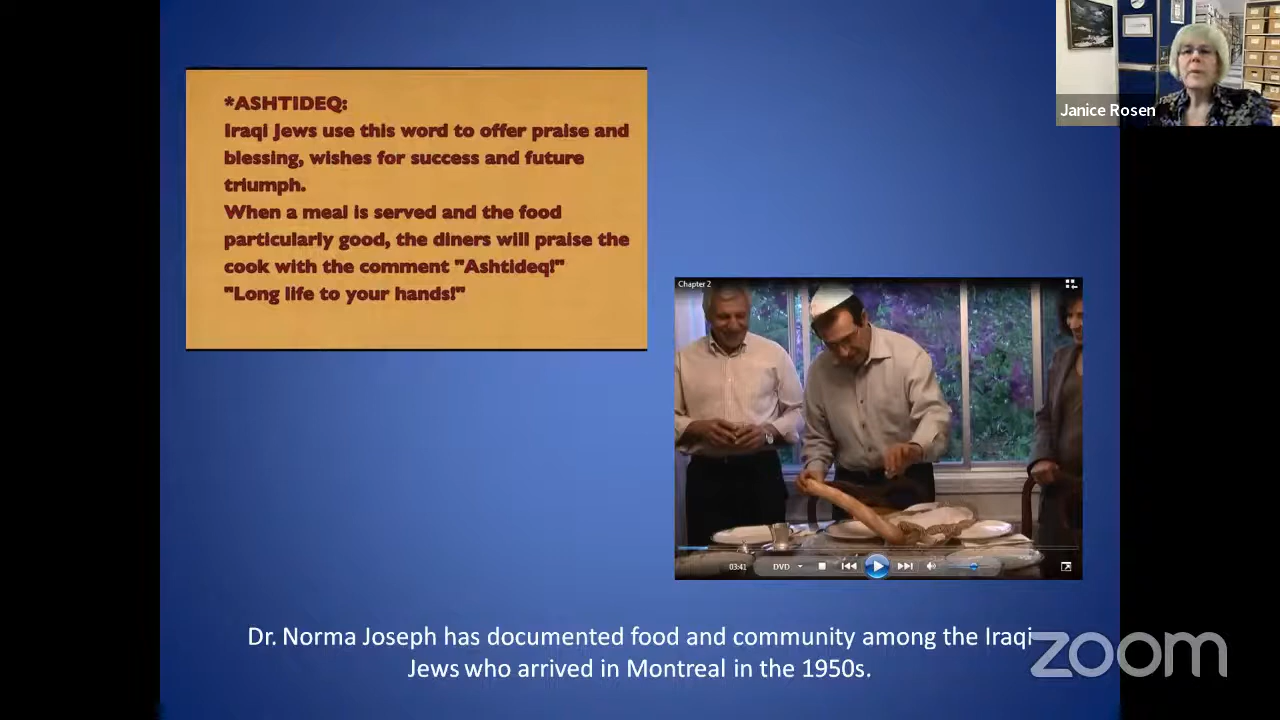 *ASHTIDEQ:
Iraqi Jews use this word to offer praise and
blessing, wishes for success and future
triumph.
When a meal is served and the food
particularly good, the diners will praise the
cook with the comment "Ashtideq!"
"Long life to your hands!"
Janice Rosen
Chapter 2
03:41
DVD
Dr. Norma Joseph has documented food and community among the Iraqi
Jews who arrived in Montreal in the 1950s.
zoom